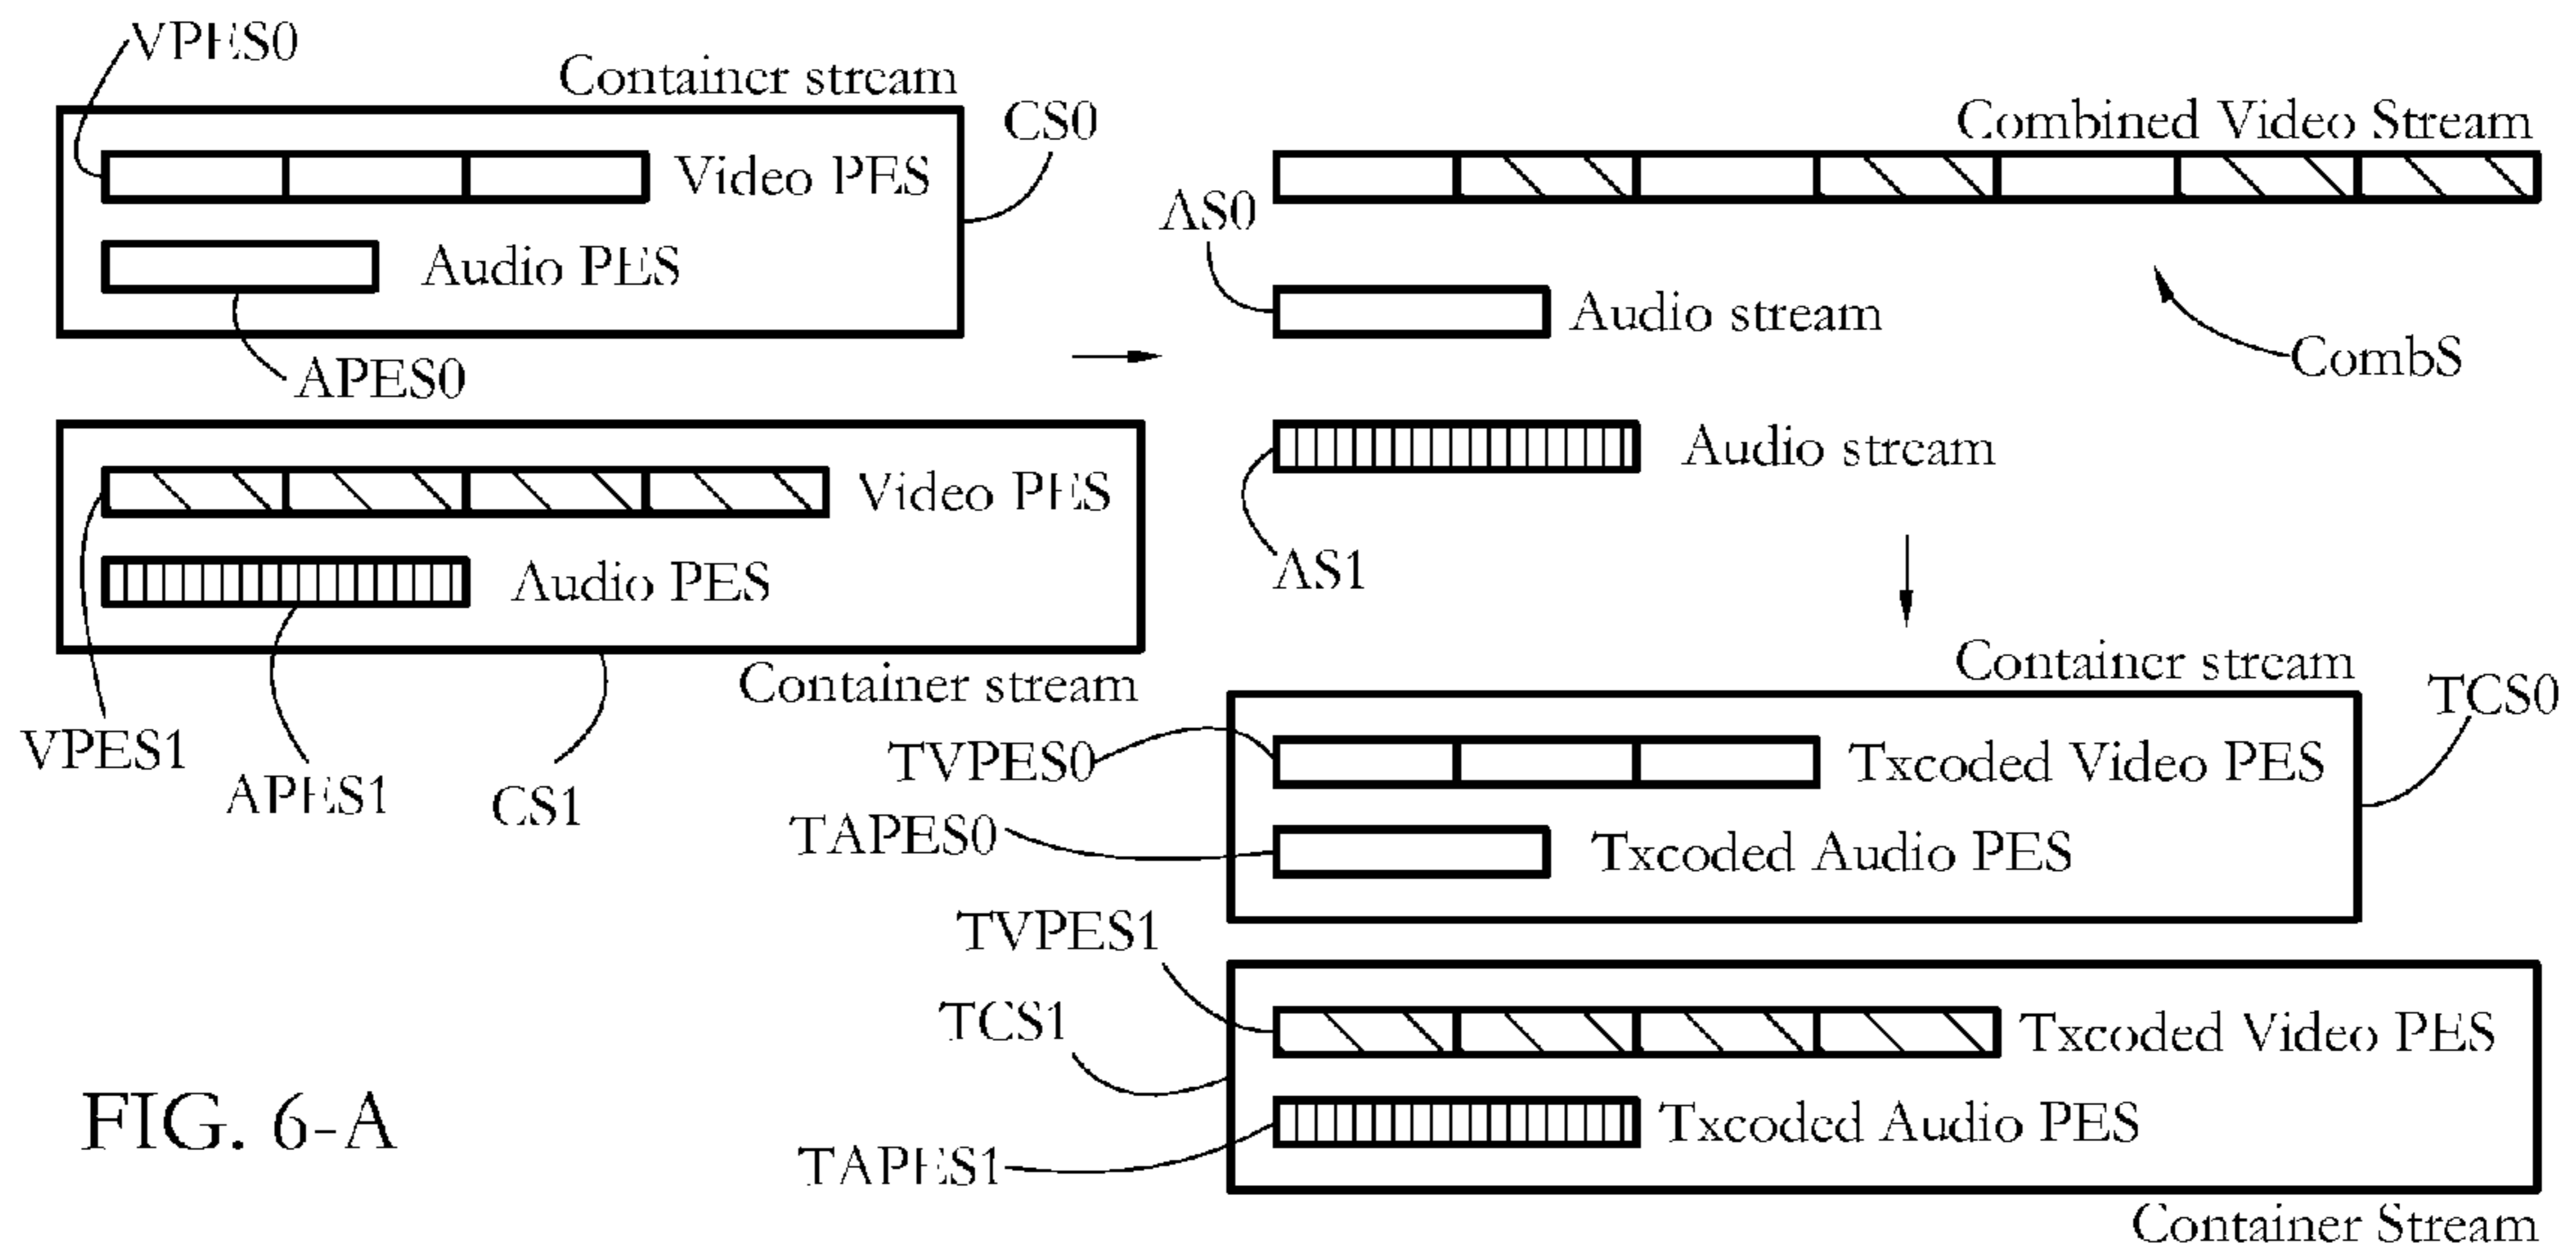 VPES0
Container stream
CS0
Video PES
Audio PES
APES0
Combined Video Stream
AS0
Audio stream
CombS
Audio stream
AS1
Video PES
Audio PES
Container stream
VPES1
APES1
CS1
Container stream
TCS0
TVPES0
Txcoded Video PES
TAPES0
Txcoded Audio PES
TVPES1
TCS1
Txcoded Video PES
Txcoded Audio PES
TAPES1
Container Stream
FIG. 6-A